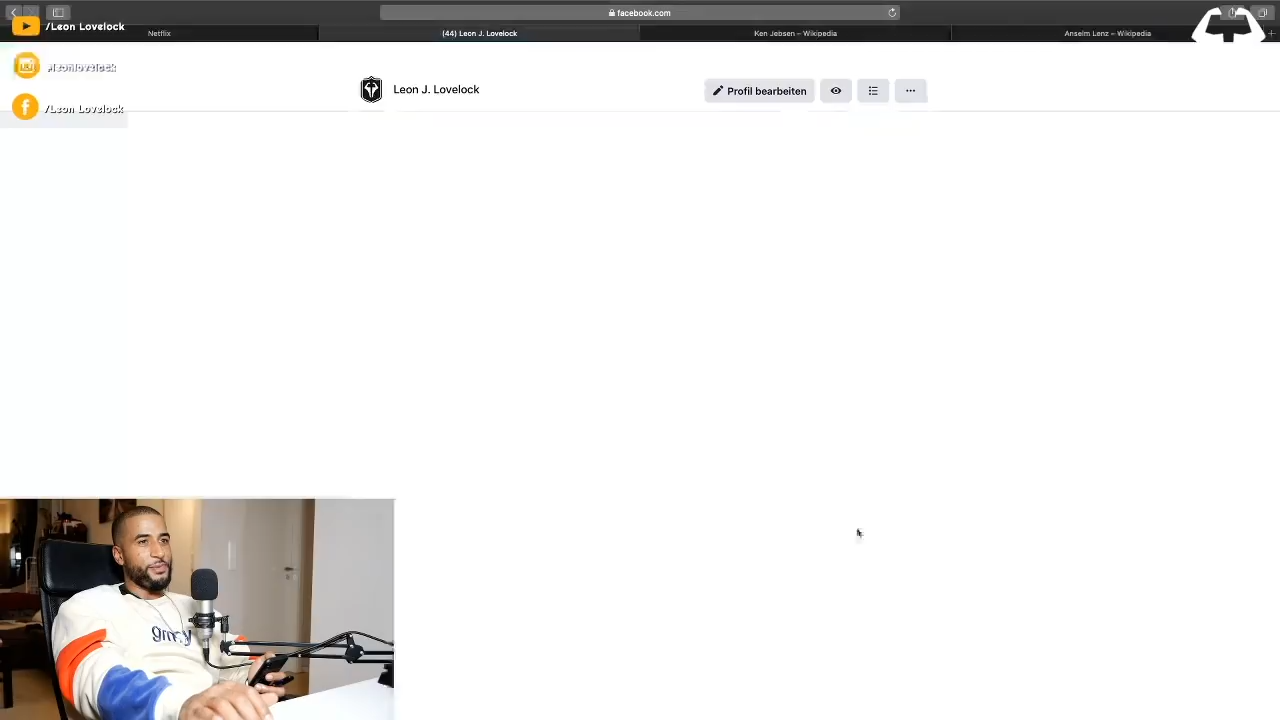 facebook.com
/Leon Lovelock
Netflix
(44) Leon J. Lovelock
Ken Jebsen – Wikipedia
Anselm Lenz – Wikipedia
#leonlovelock
Leon J. Lovelock
Profil bearbeiten
/Leon Lovelock